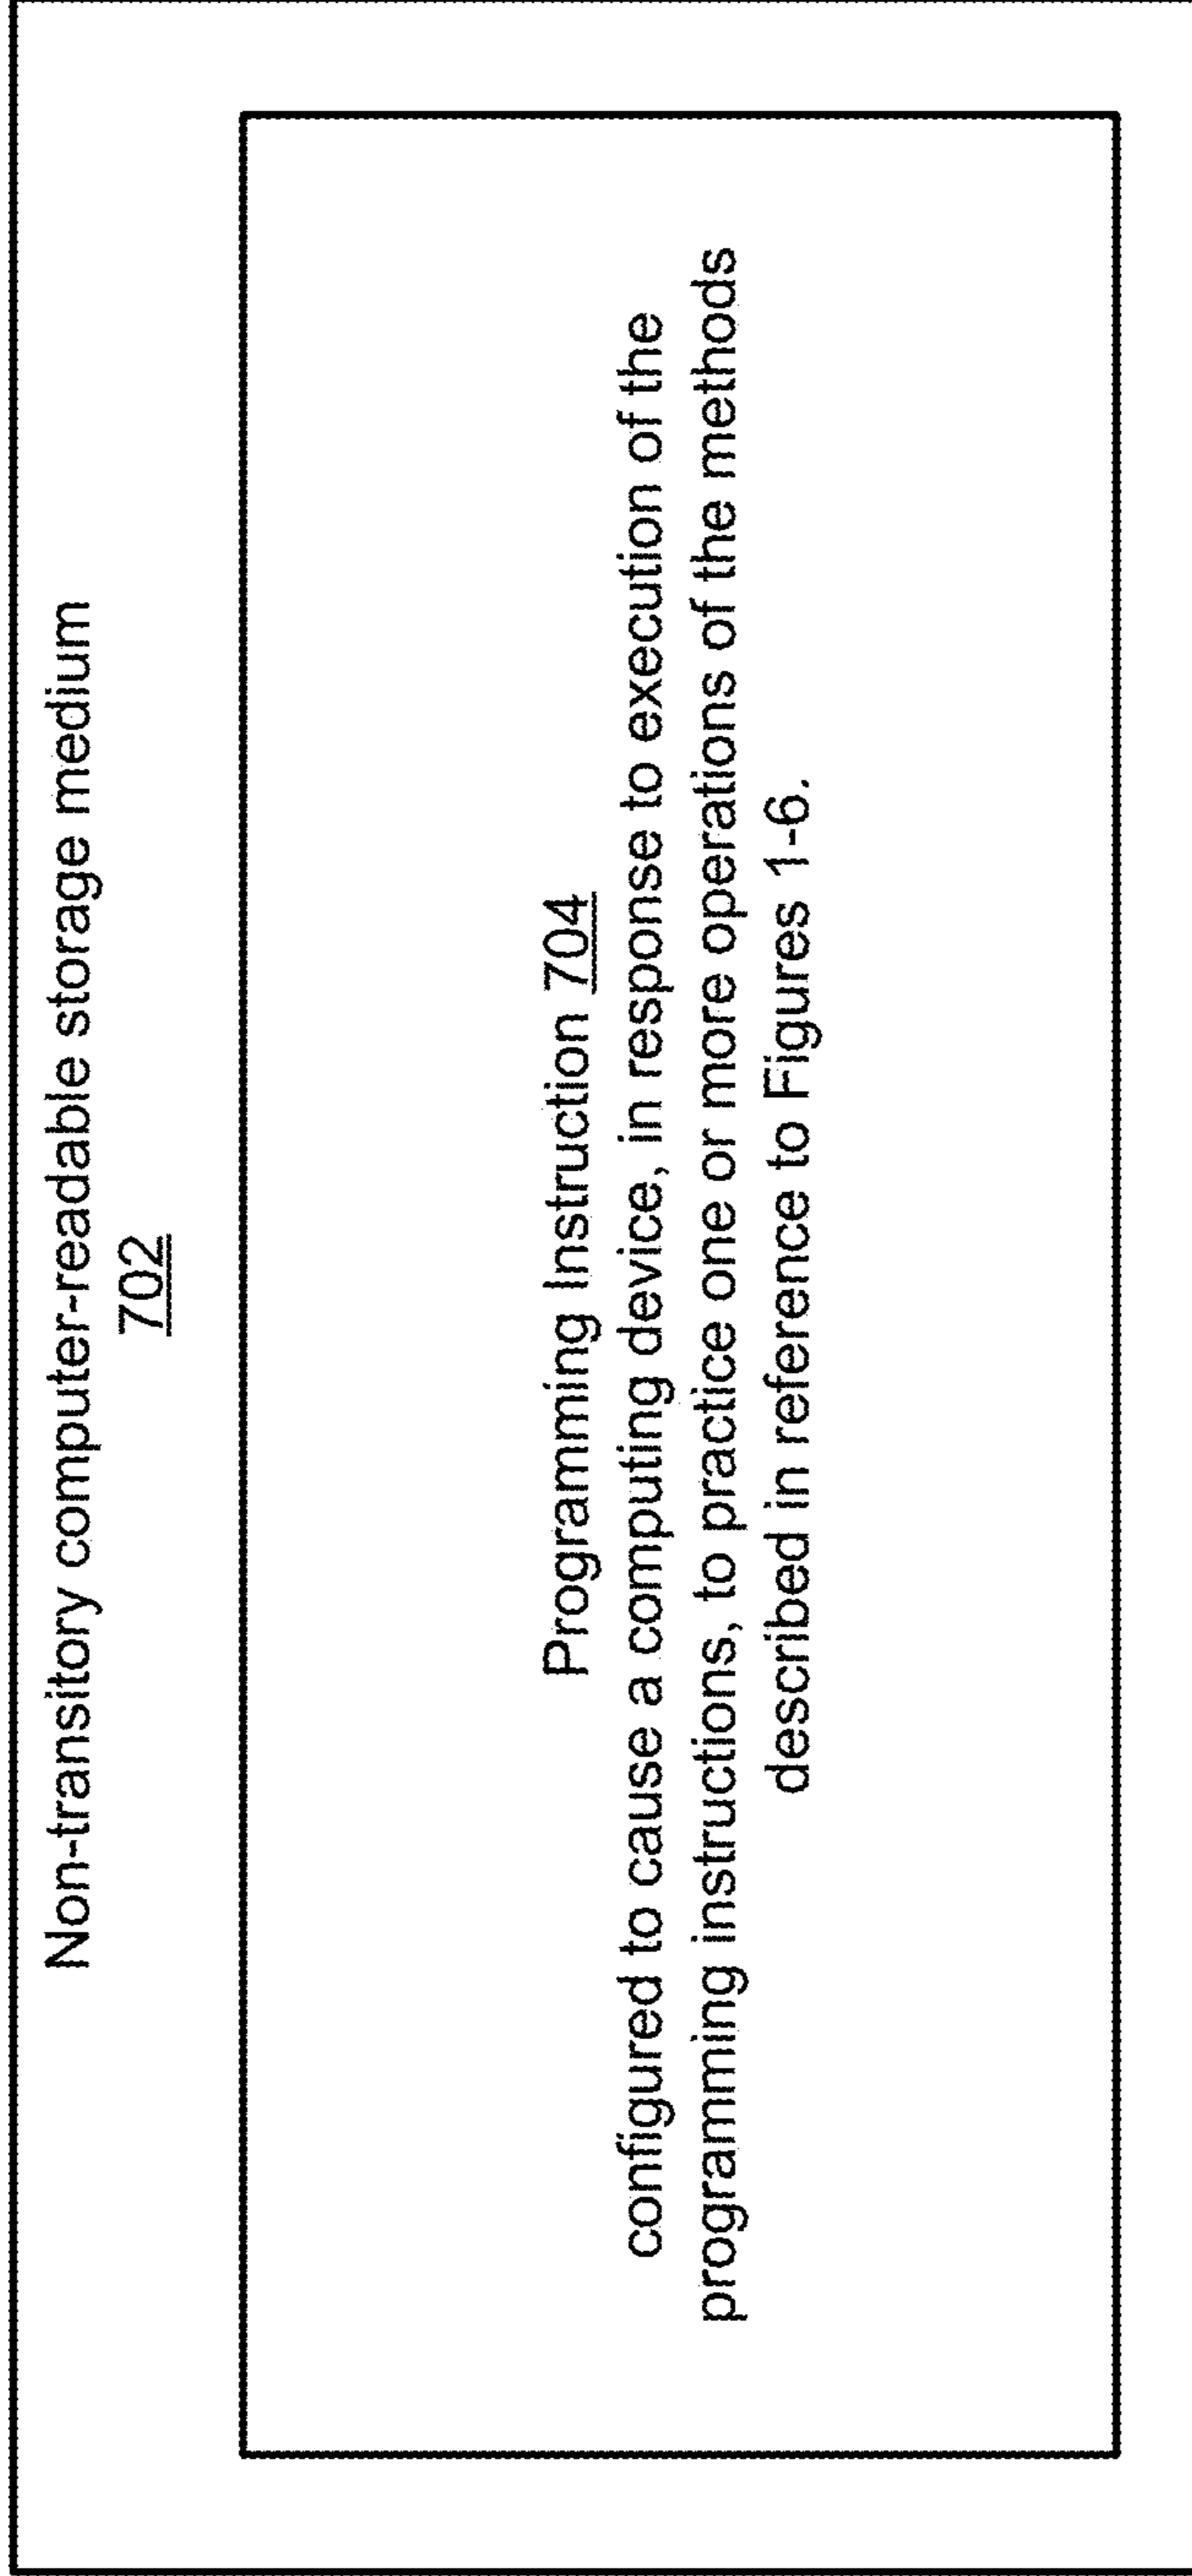 Non-transitory computer-readable storage medium
702
Programming Instruction 704
configured to cause a computing device, in response to execution of the
programming instructions, to practice one or more operations of the methods
described in reference to Figures 1-6.